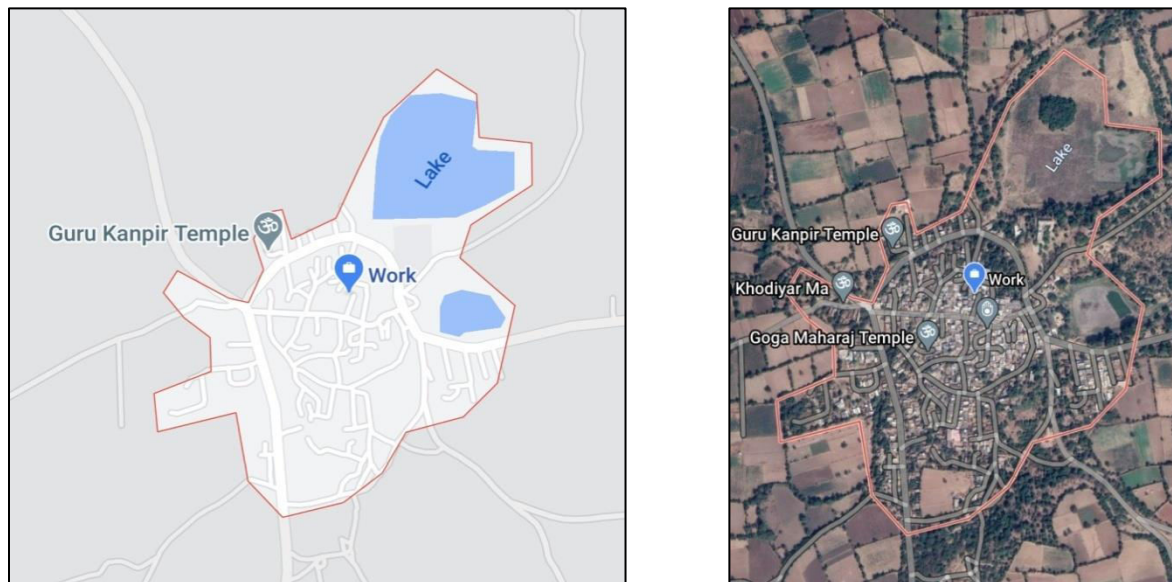 Lake
Guru Kanpir Temple
Work
Lake
Guru Kanpir Temple
Khodiyar Ma
Work
Goga Maharaj Temple